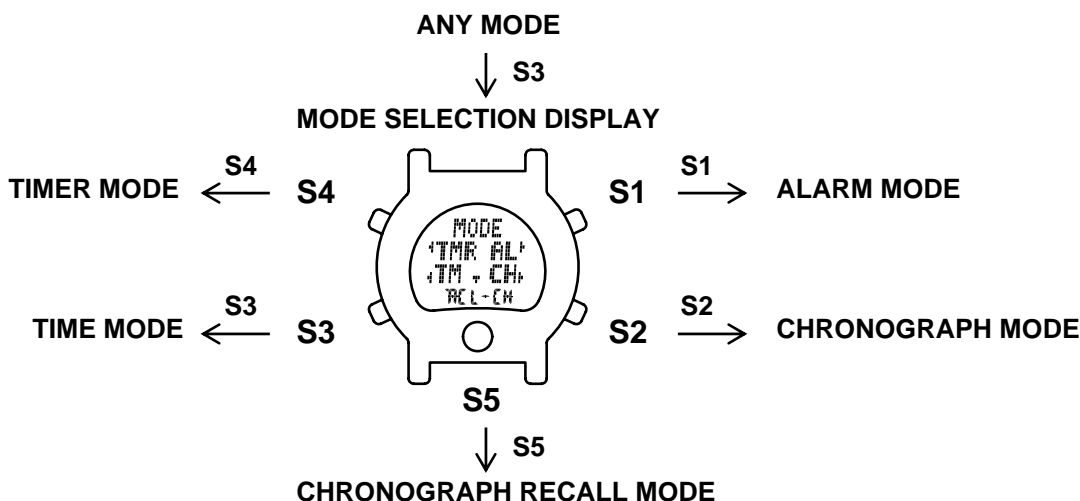 ANY MODE
S3
MODE SELECTION DISPLAY
S4
TIMER MODE
S4
S1
S1
ALARM MODE
MODE
TMR AL
TM CH
RCL-CH
S3
TIME MODE
S3
S2
S2
CHRONOGRAPH MODE
S5
S5
CHRONOGRAPH RECALL MODE